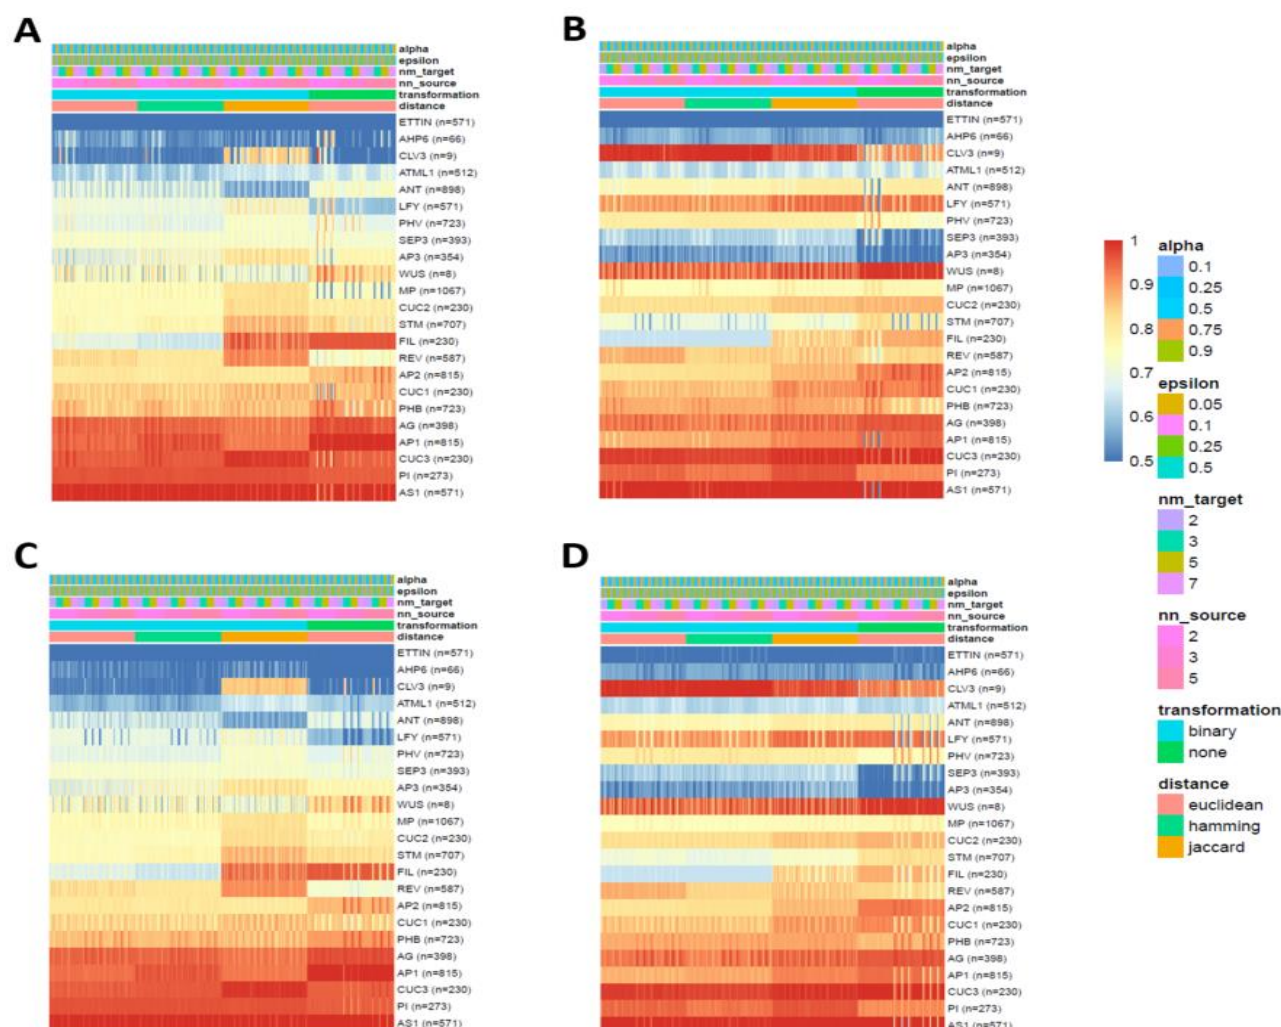 A
alpha
epsilon
nm_target
nn_source
transformation
distance
ETTIN (n=571)
AHP6 (n=66)
CLV3 (n=9)
ATML1 (n=512)
ANT (n=898)
LFY (n=571)
PHV (n=723)
SEP3 (n=393)
AP3 (n=354)
WUS (n=8)
MP (n=1067)
CUC2 (n=230)
STM (n=707)
FIL (n=230)
REV (n=587)
AP2 (n=815)
CUC1 (n=230)
PHB (n=723)
AG (n=398)
AP1 (n=815)
CUC3 (n=230)
PI (n=273)
AS1 (n=571)
B
alpha
epsilon
nm_target
nn_source
transformation
distance
ETTIN (n=571)
AHP6 (n=66)
CLV3 (n=9)
ATML1 (n=512)
ANT (n=898)
LFY (n=571)
PHV (n=723)
SEP3 (n=393)
AP3 (n=354)
WUS (n=8)
MP (n=1067)
CUC2 (n=230)
STM (n=707)
FIL (n=230)
REV (n=587)
AP2 (n=815)
CUC1 (n=230)
PHB (n=723)
AG (n=398)
AP1 (n=815)
CUC3 (n=230)
PI (n=273)
AS1 (n=571)
1
0.9
0.8
0.7
0.6
0.5
alpha
0.1
0.25
0.5
0.75
0.9
epsilon
0.05
0.1
0.25
0.5
nm_target
2
3
5
7
nn_source
2
3
5
transformation
binary
none
distance
euclidean
hamming
jaccard
C
alpha
epsilon
nm_target
nn_source
transformation
distance
ETTIN (n=571)
AHP6 (n=66)
CLV3 (n=9)
ATML1 (n=512)
ANT (n=898)
LFY (n=571)
PHV (n=723)
SEP3 (n=393)
AP3 (n=354)
WUS (n=8)
MP (n=1067)
CUC2 (n=230)
STM (n=707)
FIL (n=230)
REV (n=587)
AP2 (n=815)
CUC1 (n=230)
PHB (n=723)
AG (n=398)
AP1 (n=815)
CUC3 (n=230)
PI (n=273)
AS1 (n=571)
D
alpha
epsilon
nm_target
nn_source
transformation
distance
ETTIN (n=571)
AHP6 (n=66)
CLV3 (n=9)
ATML1 (n=512)
ANT (n=898)
LFY (n=571)
PHV (n=723)
SEP3 (n=393)
AP3 (n=354)
WUS (n=8)
MP (n=1067)
CUC2 (n=230)
STM (n=707)
FIL (n=230)
REV (n=587)
AP2 (n=815)
CUC1 (n=230)
PHB (n=723)
AG (n=398)
AP1 (n=815)
CUC3 (n=230)
PI (n=273)
AS1 (n=571)